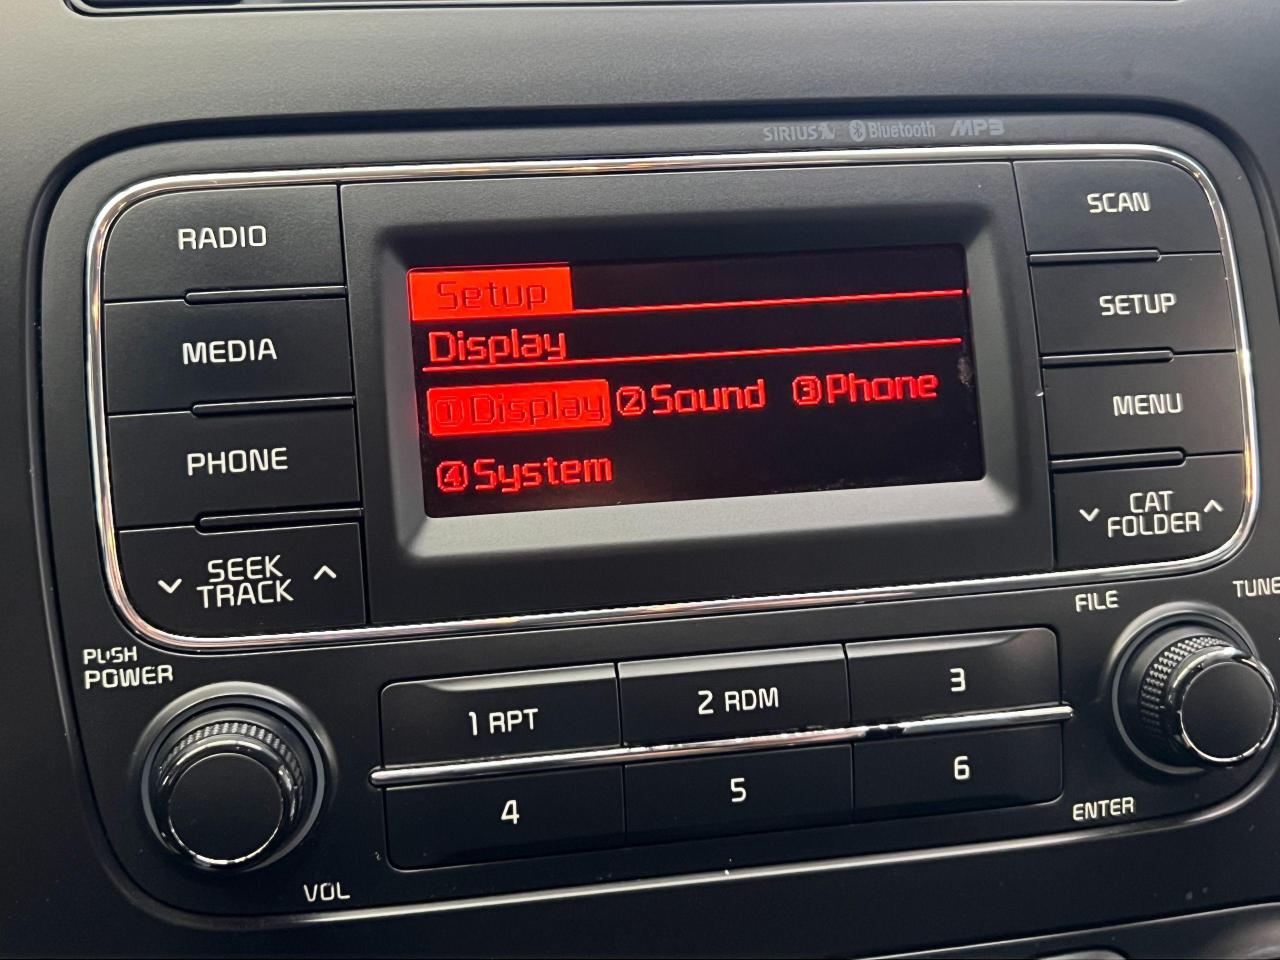 SIRIUS Bluetooth MP3
RADIO
MEDIA
PHONE
SEEK
TRACK
Setup
Display
①Display ②Sound ③Phone
④System
SCAN
SETUP
MENU
CAT
FOLDER
PUSH
POWER
VOL
1 RPT
2 RDM
3
4
5
6
FILE
TUNE
ENTER